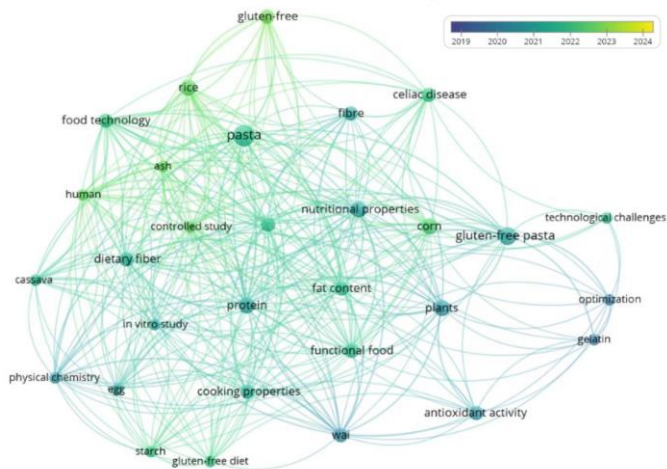 gluten-free
2019 2020 2021 2022 2023 2024
rice
celiac disease
food technology
fibre
pasta
ash
human
nutritional properties
technological challenges
controlled study
corn
gluten-free pasta
dietary fiber
cassava
fat content
optimization
protein
plants
in vitro study
gelatin
functional food
physical chemistry
egg
cooking properties
antioxidant activity
wai
starch
gluten-free diet